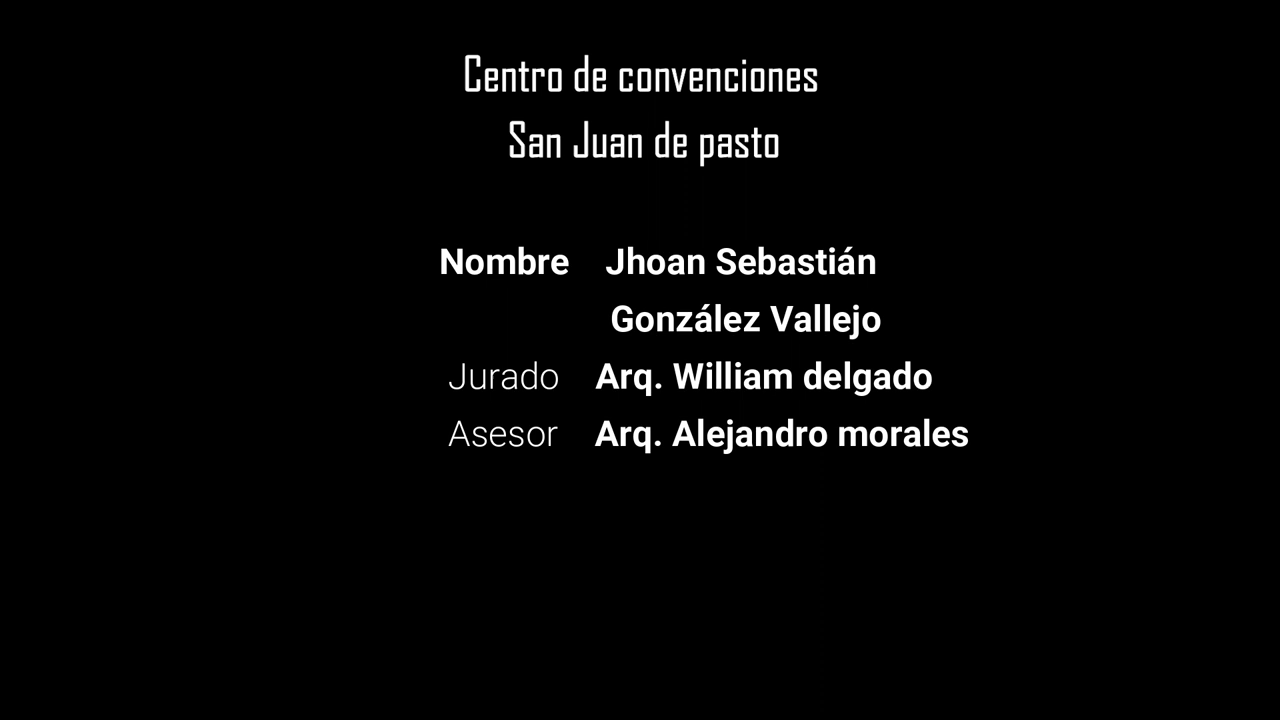 Centro de convenciones
San Juan de pasto
Nombre Jhoan Sebastián
González Vallejo
Jurado Arq. William delgado
Asesor Arq. Alejandro morales